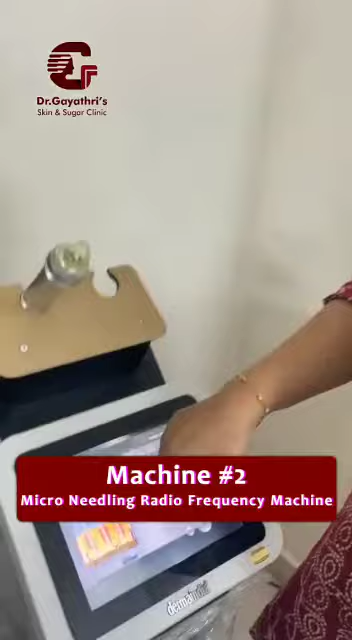 Dr.Gayathri's
Skin & Sugar Clinic
Machine #2
Micro Needling Radio Frequency Machine